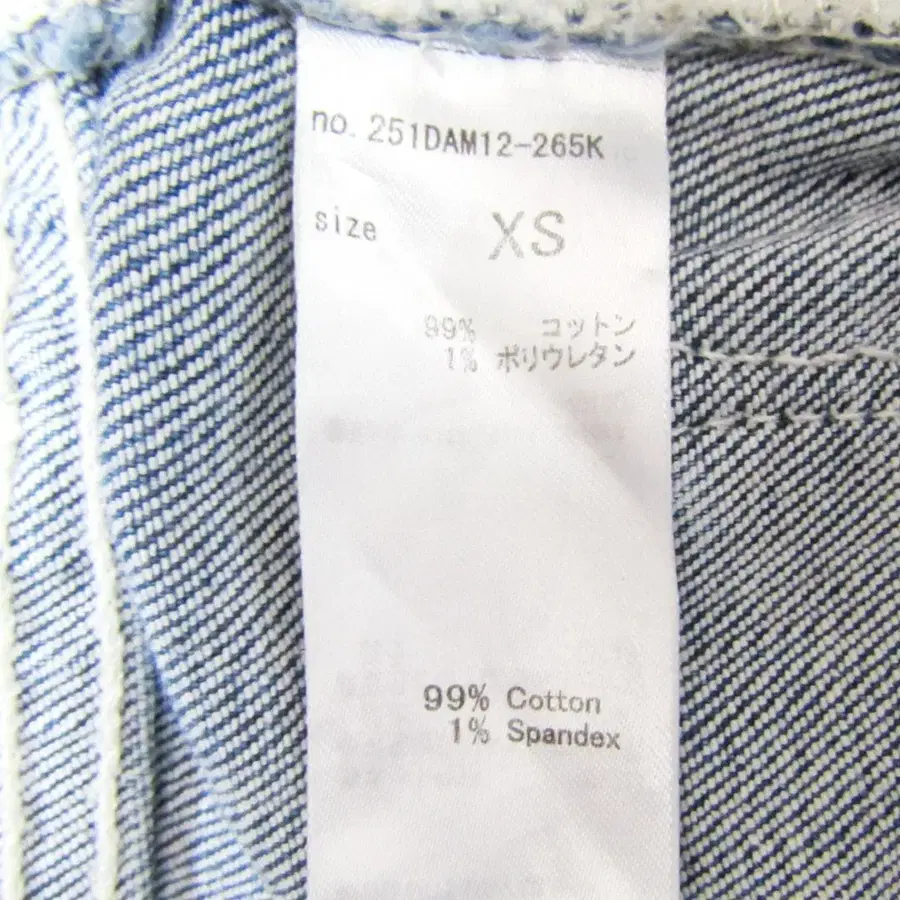 no. 251DAM12-265K
size XS
99% コットン
1% ポリウレタン
99% Cotton
1% Spandex